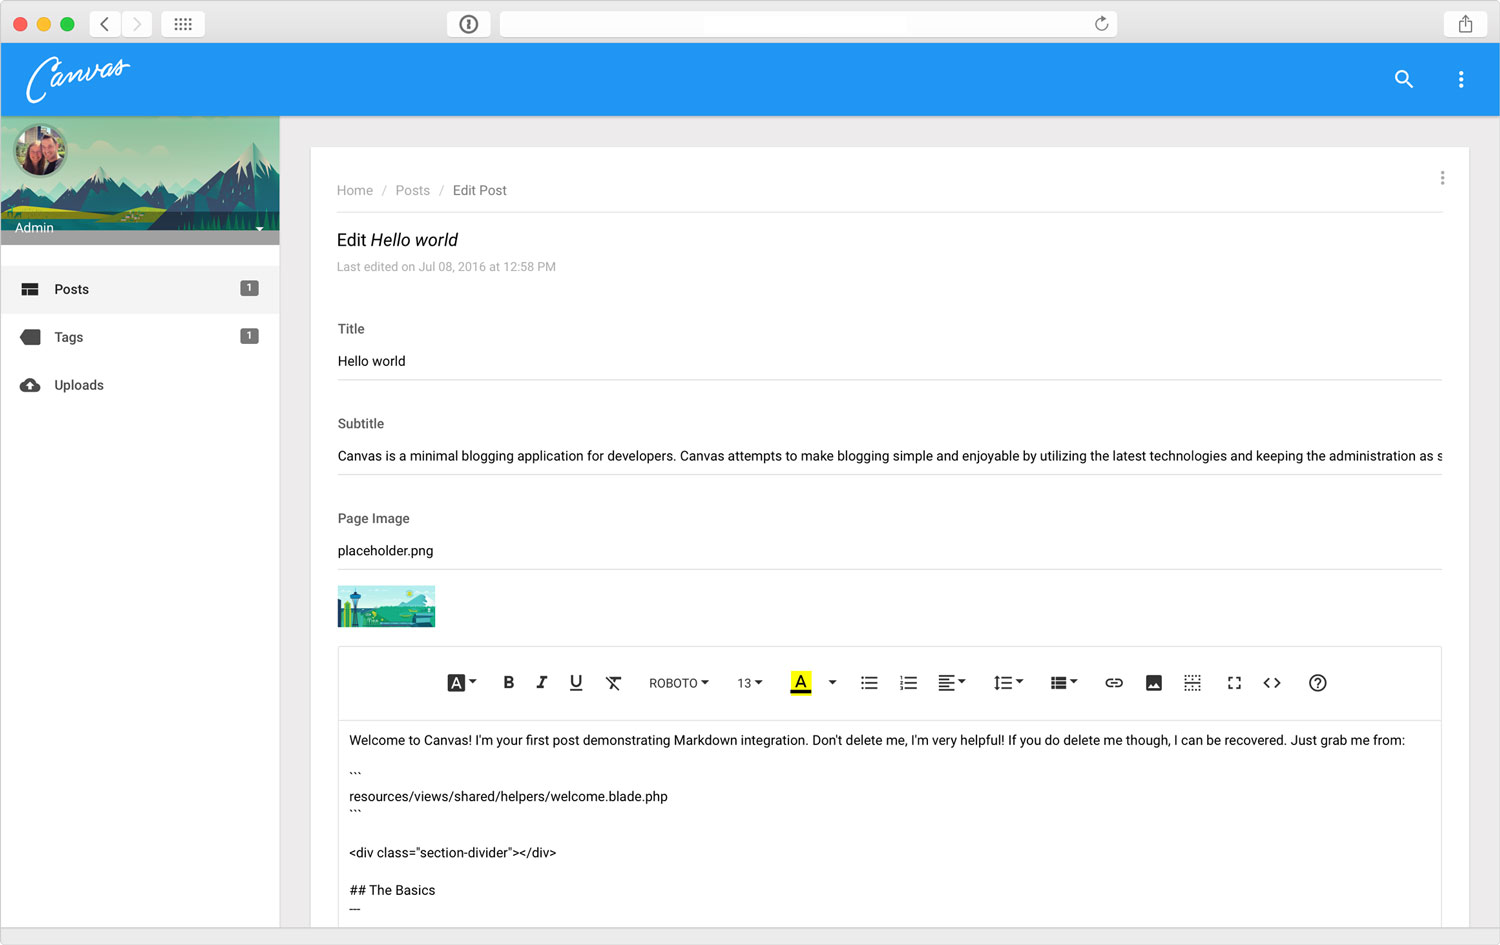 Canvas
Admin
Posts 1
Tags 1
Uploads
Home / Posts / Edit Post
Edit Hello world
Last edited on Jul 08, 2016 at 12:58 PM
Title
Hello world
Subtitle
Canvas is a minimal blogging application for developers. Canvas attempts to make blogging simple and enjoyable by utilizing the latest technologies and keeping the administration as s
Page Image
placeholder.png
A B I U ROBOTO 13 A
Welcome to Canvas! I'm your first post demonstrating Markdown integration. Don't delete me, I'm very helpful! If you do delete me though, I can be recovered. Just grab me from:
```
resources/views/shared/helpers/welcome.blade.php
```
<div class="section-divider"></div>
## The Basics
---